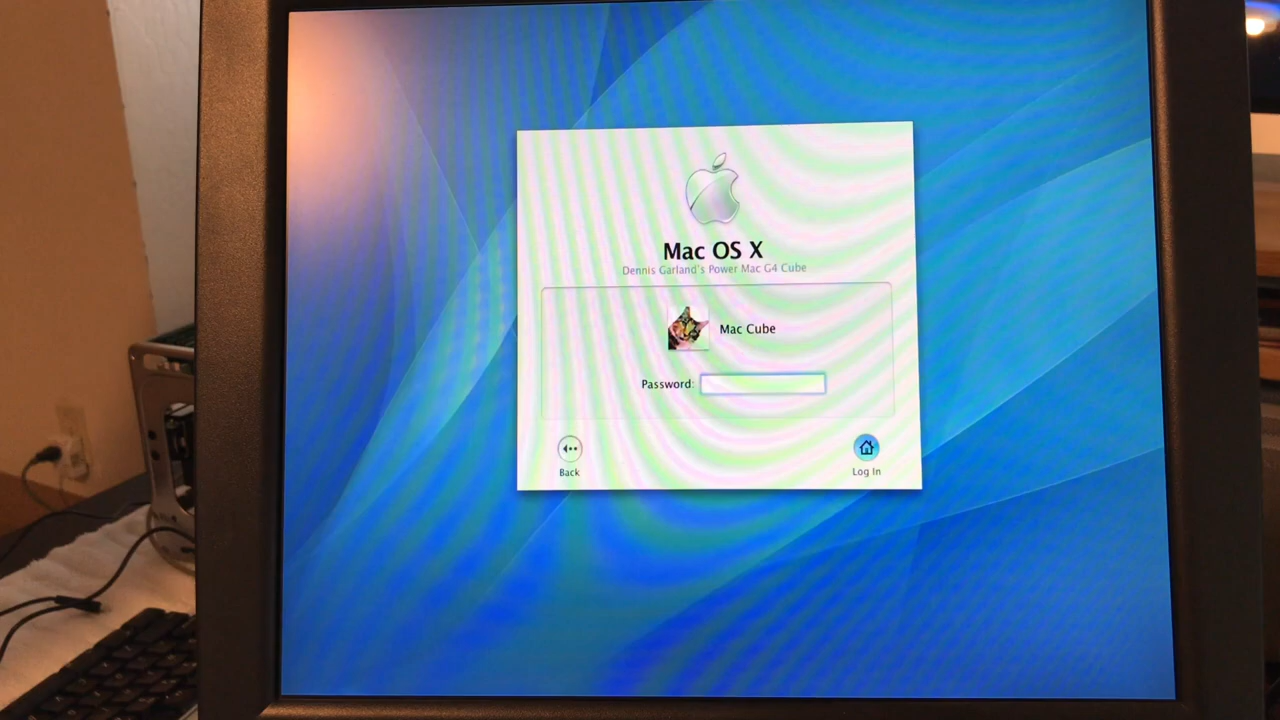 Mac OS X
Dennis Garland's Power Mac G4 Cube
Mac Cube
Password:
Back
Log In